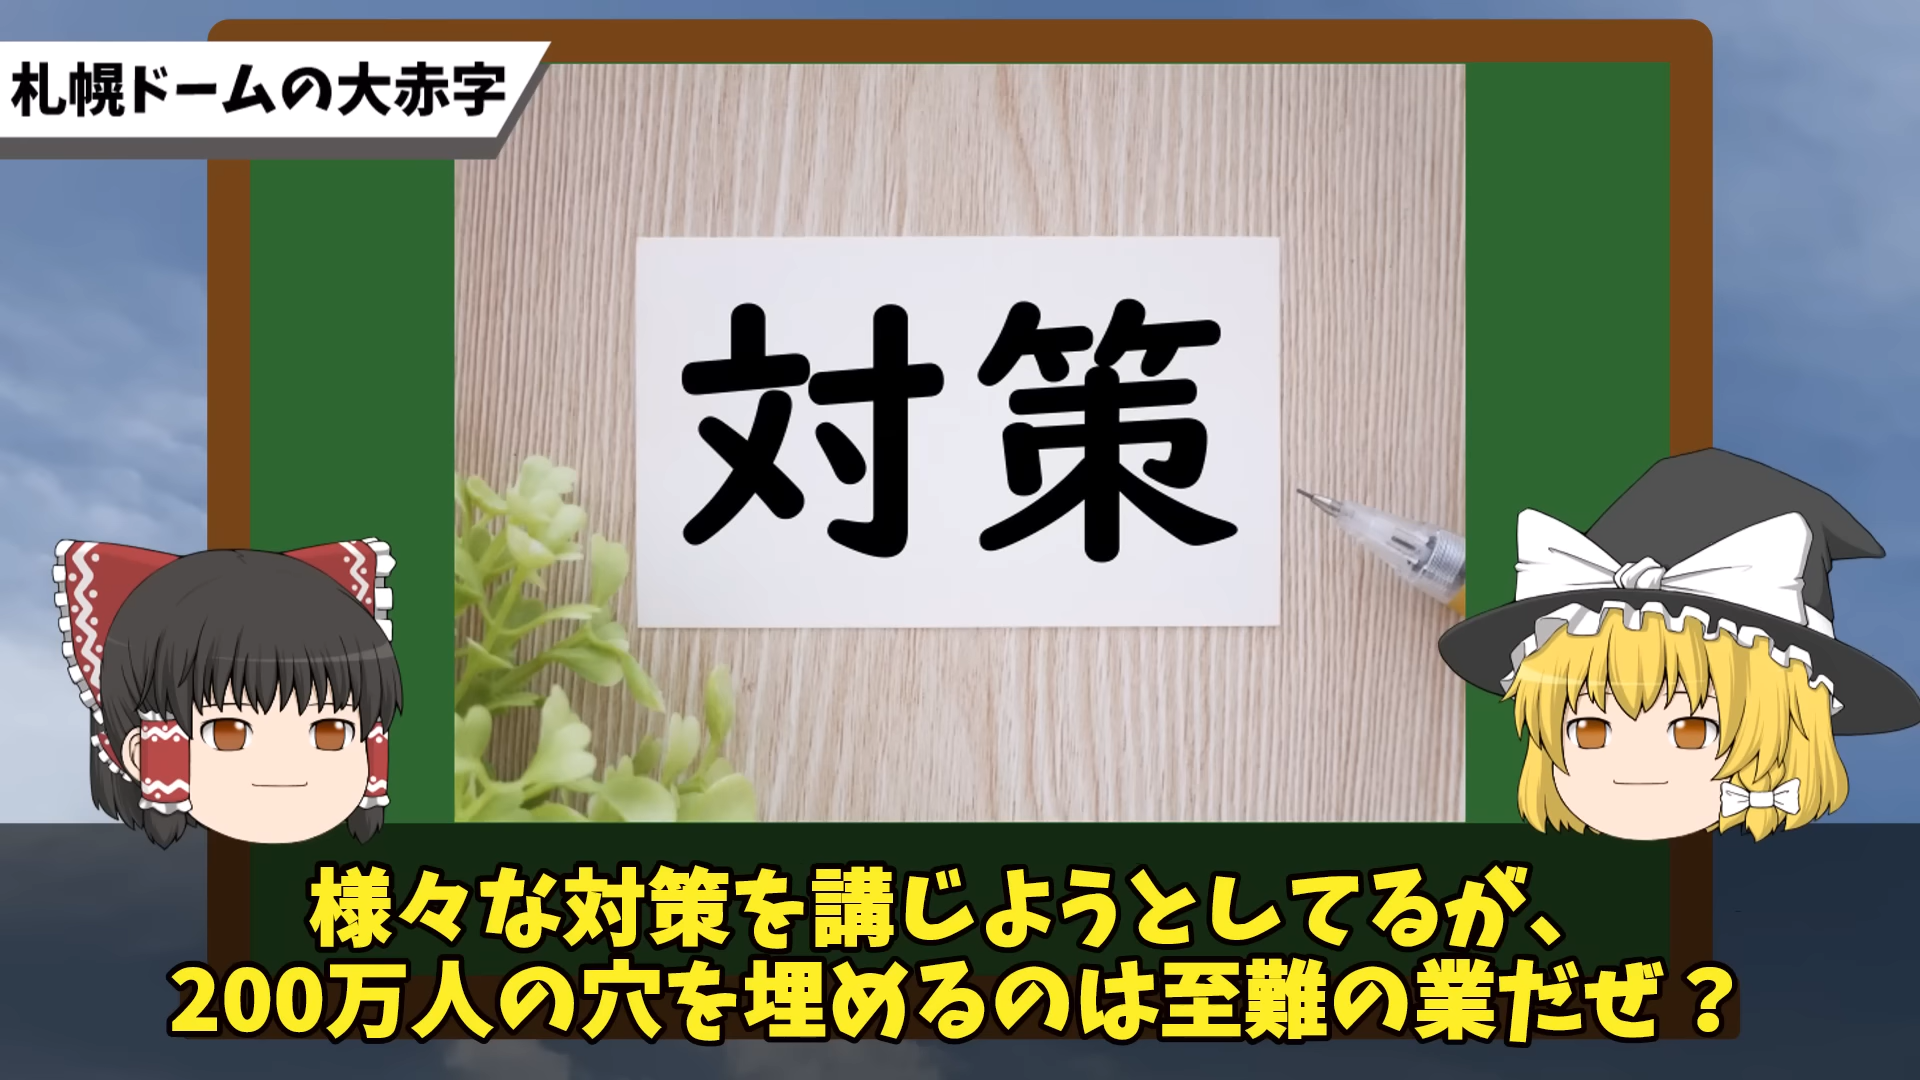 札幌ドームの大赤字
対策
様々な対策を講じようとしてるが、
200万人の穴を埋めるのは至難の業だぜ？